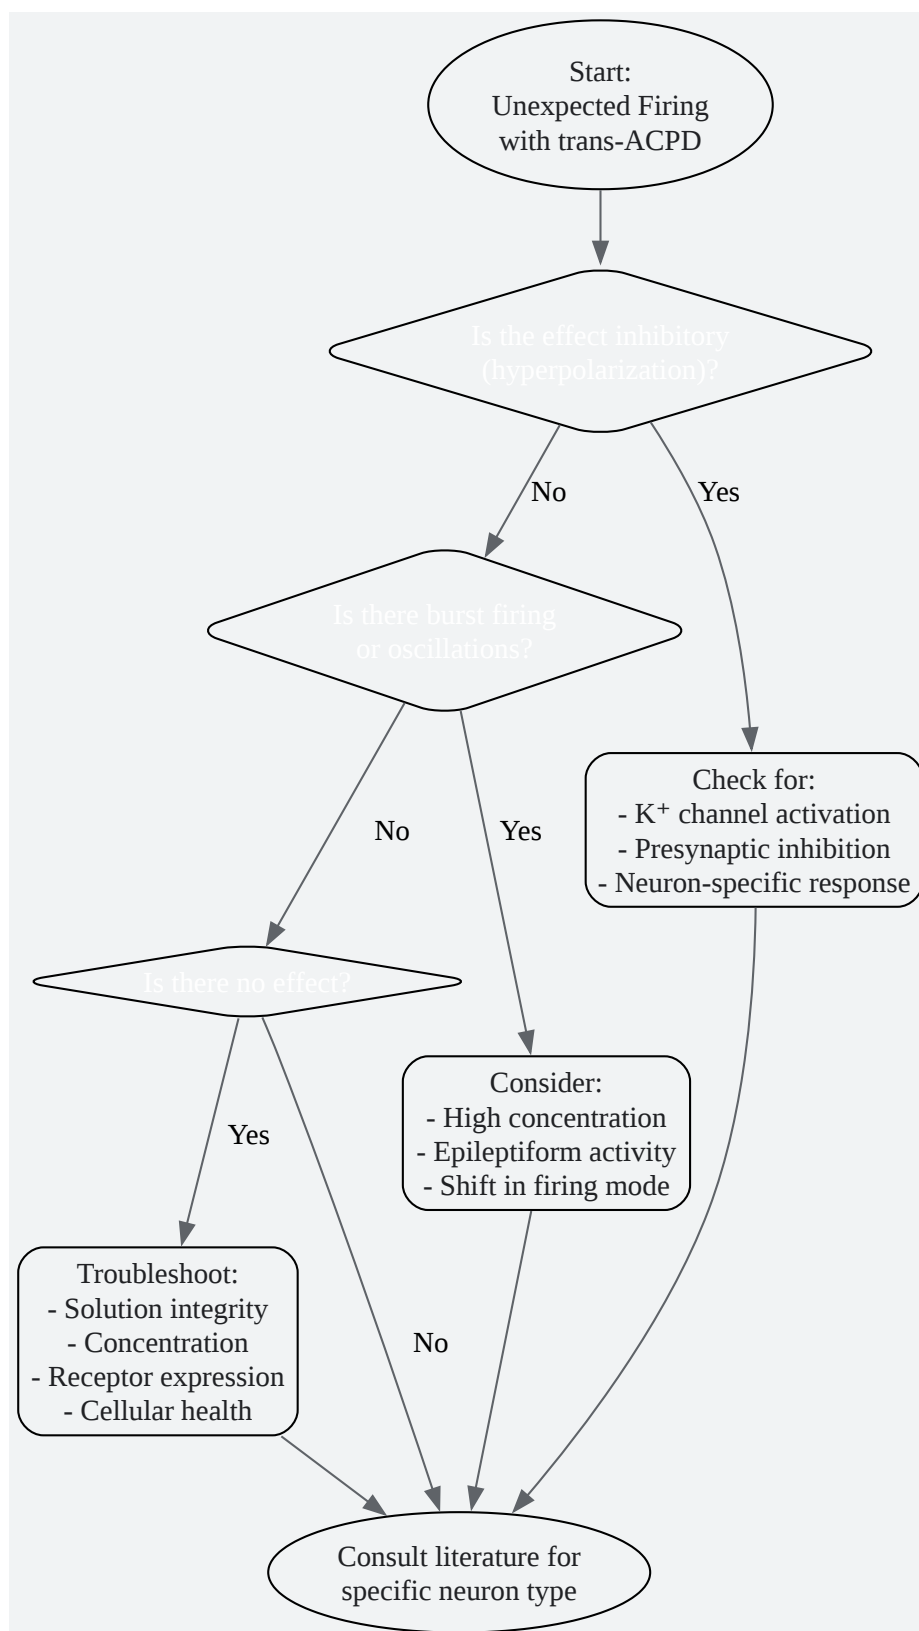 Start:
Unexpected Firing
with trans-ACPD
Is the effect inhibitory
(hyperpolarization)?
No
Yes
Is there burst firing
or oscillations?
Check for:
- K⁺ channel activation
- Presynaptic inhibition
- Neuron-specific response
No
Yes
Is there no effect?
Consider:
- High concentration
- Epileptiform activity
- Shift in firing mode
Yes
Troubleshoot:
- Solution integrity
- Concentration
- Receptor expression
- Cellular health
No
Consult literature for
specific neuron type